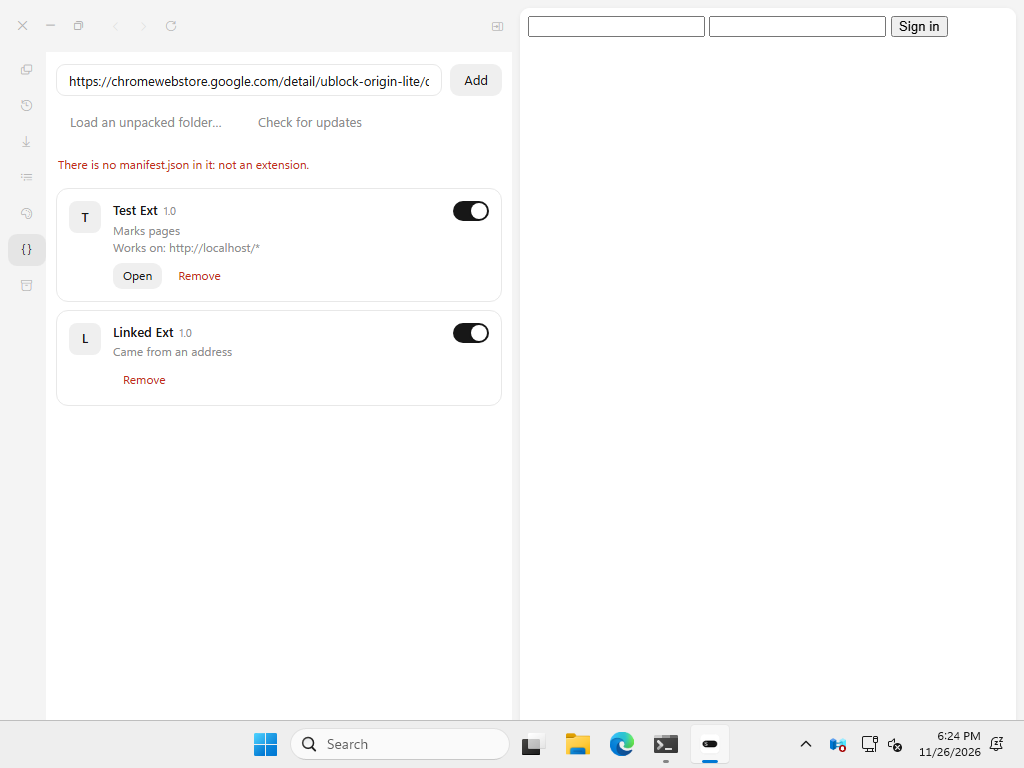 Sign in
https://chromewebstore.google.com/detail/ublock-origin-lite/c
Add
Load an unpacked folder...
Check for updates
There is no manifest.json in it: not an extension.
T
Test Ext 1.0
Marks pages
Works on: http://localhost/*
Open
Remove
L
Linked Ext 1.0
Came from an address
Remove
Search
6:24 PM
11/26/2026